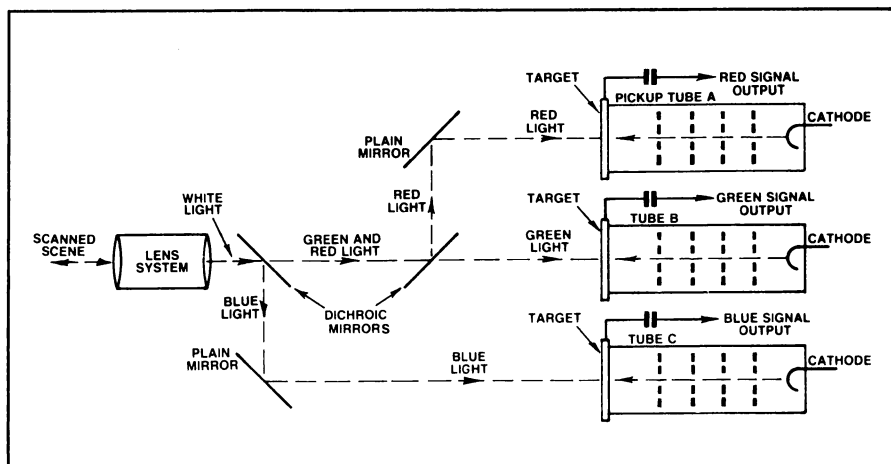 TARGET
RED SIGNAL
OUTPUT
PICKUP TUBE A
RED
LIGHT
CATHODE
PLAIN
MIRROR
RED
LIGHT
WHITE
LIGHT
TARGET
GREEN SIGNAL
OUTPUT
TUBE B
SCANNED
SCENE
LENS
SYSTEM
GREEN AND
RED LIGHT
GREEN
LIGHT
CATHODE
BLUE
LIGHT
DICHROIC
MIRRORS
TARGET
BLUE SIGNAL
OUTPUT
TUBE C
PLAIN
MIRROR
BLUE
LIGHT
CATHODE